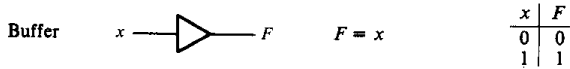 Buffer x F F = x
x F
0 0
1 1